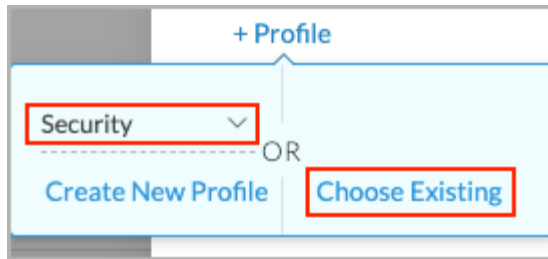 + Profile
Security
OR
Create New Profile
Choose Existing